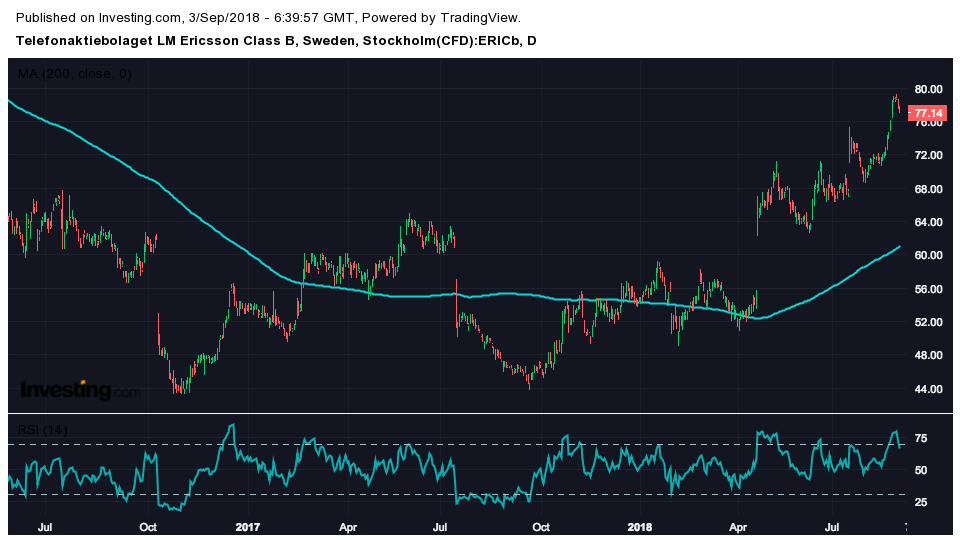 Published on Investing.com, 3/Sep/2018 - 6:39:57 GMT, Powered by TradingView.
Telefonaktiebolaget LM Ericsson Class B, Sweden, Stockholm(CFD):ERICb, D
MA (200, close, 0)
80.00
77.14
76.00
72.00
68.00
64.00
60.00
56.00
52.00
48.00
44.00
Investing.com
RSI (14)
75
50
25
Jul Oct 2017 Apr Jul Oct 2018 Apr Jul